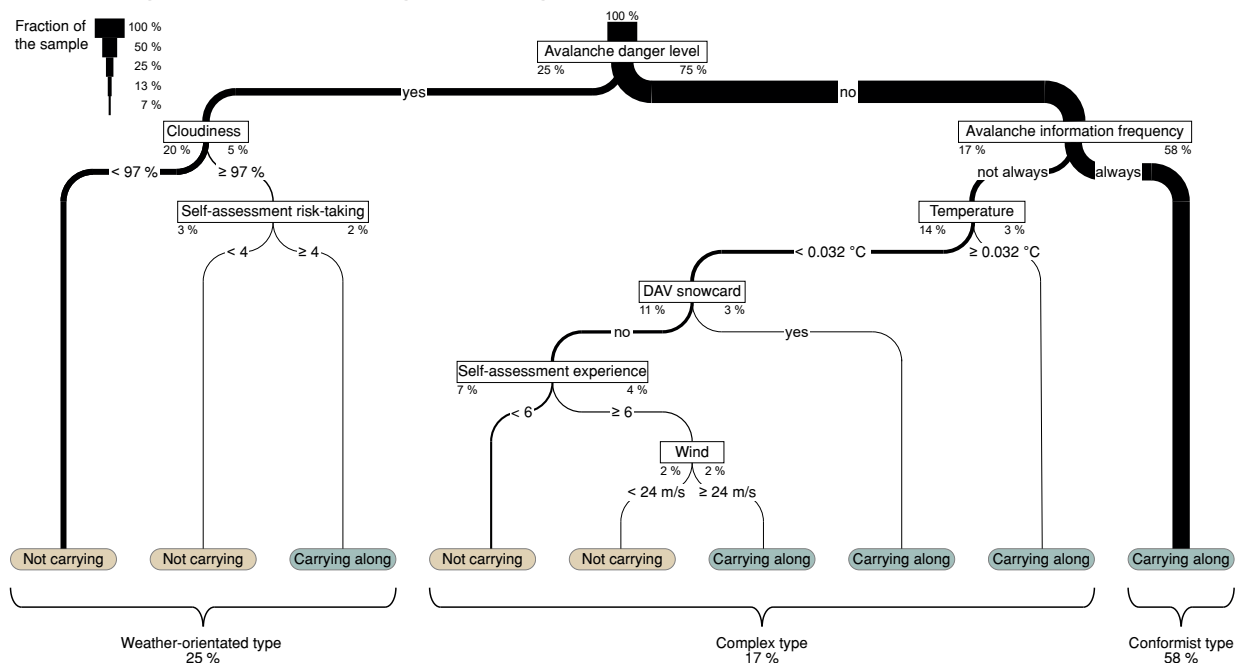 Fraction of
the sample
100 %
50 %
25 %
13 %
7 %
100 %
Avalanche danger level
25 % 75 %
yes
no
Cloudiness
20 % 5 %
Avalanche information frequency
17 % 58 %
< 97 % ≥ 97 %
not always always
Self-assessment risk-taking
3 % 2 %
Temperature
14 % 3 %
< 4 ≥ 4
< 0.032 °C ≥ 0.032 °C
DAV snowcard
11 % 3 %
no yes
Self-assessment experience
7 % 4 %
< 6 ≥ 6
Wind
2 % 2 %
< 24 m/s ≥ 24 m/s
Not carrying Not carrying Carrying along Not carrying Not carrying Carrying along Carrying along Carrying along Carrying along
Weather-orientated type
25 %
Complex type
17 %
Conformist type
58 %